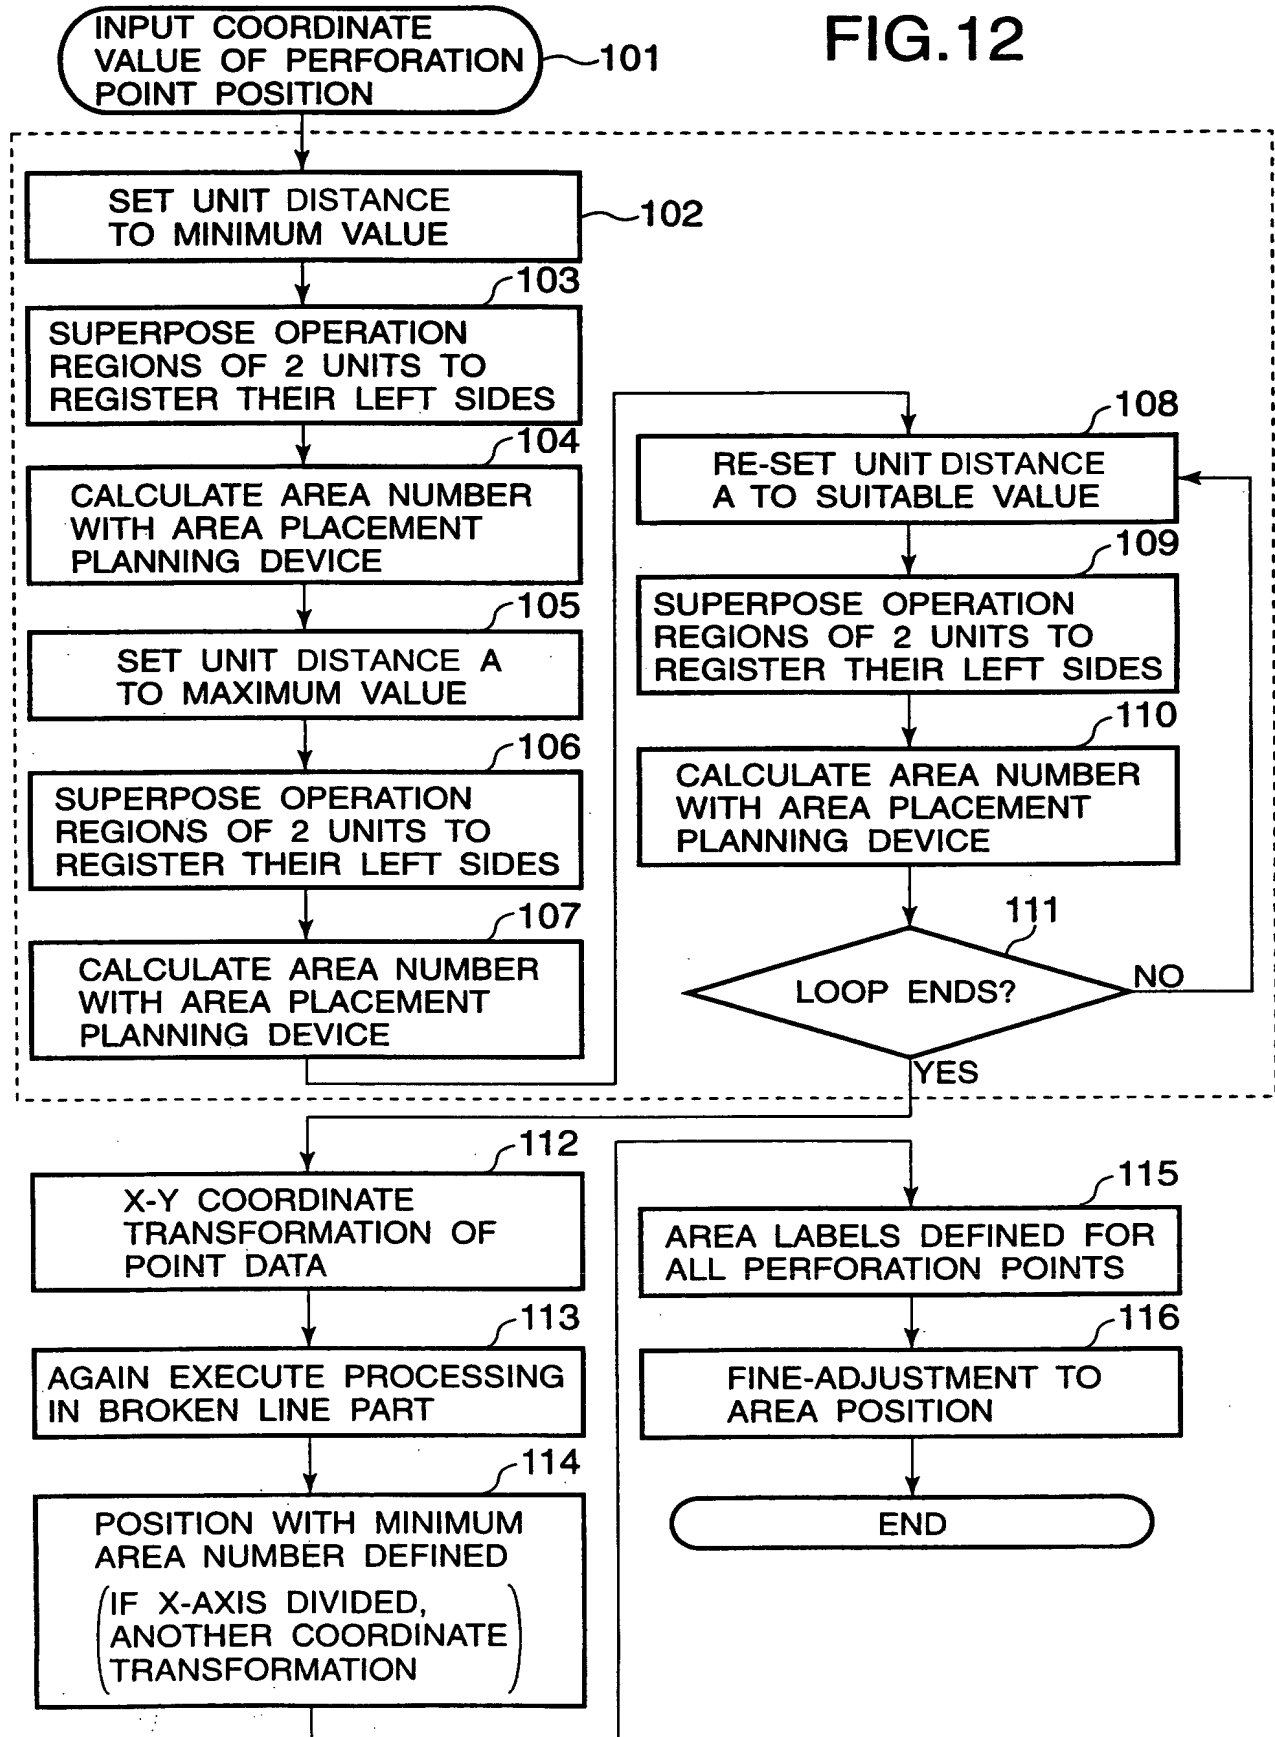 FIG.12
INPUT COORDINATE
VALUE OF PERFORATION
POINT POSITION
101
SET UNIT DISTANCE
TO MINIMUM VALUE
102
103
SUPERPOSE OPERATION
REGIONS OF 2 UNITS TO
REGISTER THEIR LEFT SIDES
104
CALCULATE AREA NUMBER
WITH AREA PLACEMENT
PLANNING DEVICE
105
SET UNIT DISTANCE A
TO MAXIMUM VALUE
106
SUPERPOSE OPERATION
REGIONS OF 2 UNITS TO
REGISTER THEIR LEFT SIDES
107
CALCULATE AREA NUMBER
WITH AREA PLACEMENT
PLANNING DEVICE
108
RE-SET UNIT DISTANCE
A TO SUITABLE VALUE
109
SUPERPOSE OPERATION
REGIONS OF 2 UNITS TO
REGISTER THEIR LEFT SIDES
110
CALCULATE AREA NUMBER
WITH AREA PLACEMENT
PLANNING DEVICE
111
LOOP ENDS?
NO
YES
112
X-Y COORDINATE
TRANSFORMATION OF
POINT DATA
113
AGAIN EXECUTE PROCESSING
IN BROKEN LINE PART
114
POSITION WITH MINIMUM
AREA NUMBER DEFINED
(IF X-AXIS DIVIDED,
ANOTHER COORDINATE
TRANSFORMATION)
115
AREA LABELS DEFINED FOR
ALL PERFORATION POINTS
116
FINE-ADJUSTMENT TO
AREA POSITION
END